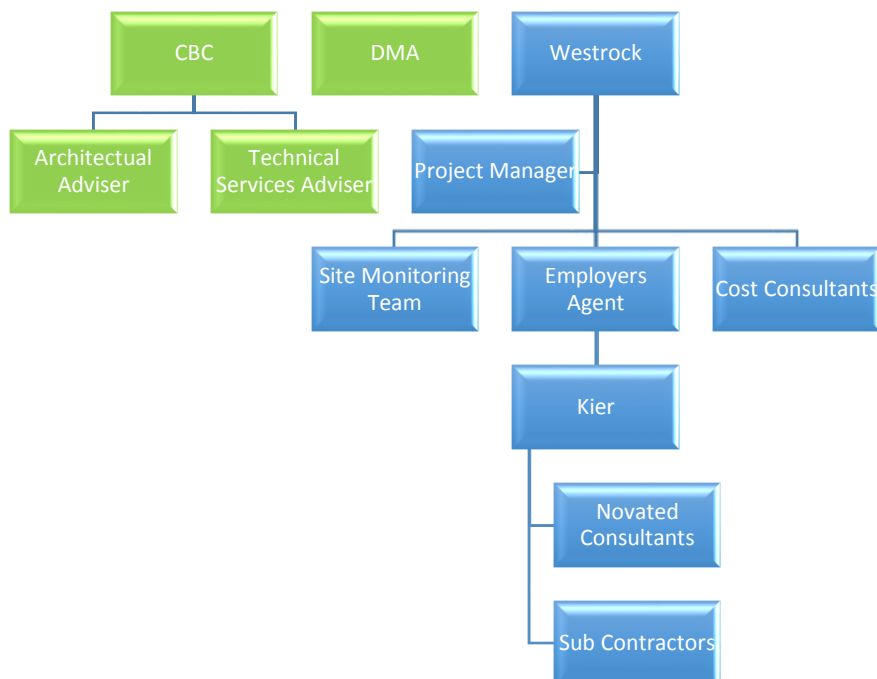 CBC
DMA
Westrock
Architectual
Adviser
Technical
Services Adviser
Project Manager
Site Monitoring
Team
Employers
Agent
Cost Consultants
Kier
Novated
Consultants
Sub Contractors